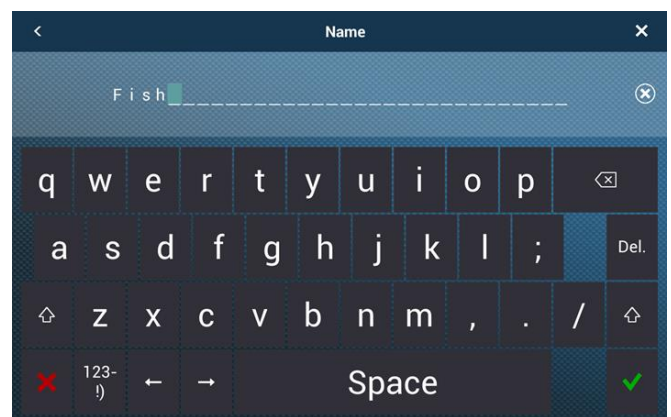 Name
Fish
q w e r t y u i o p
a s d f g h j k l ; Del.
z x c v b n m , . /
123-
!)
← → Space